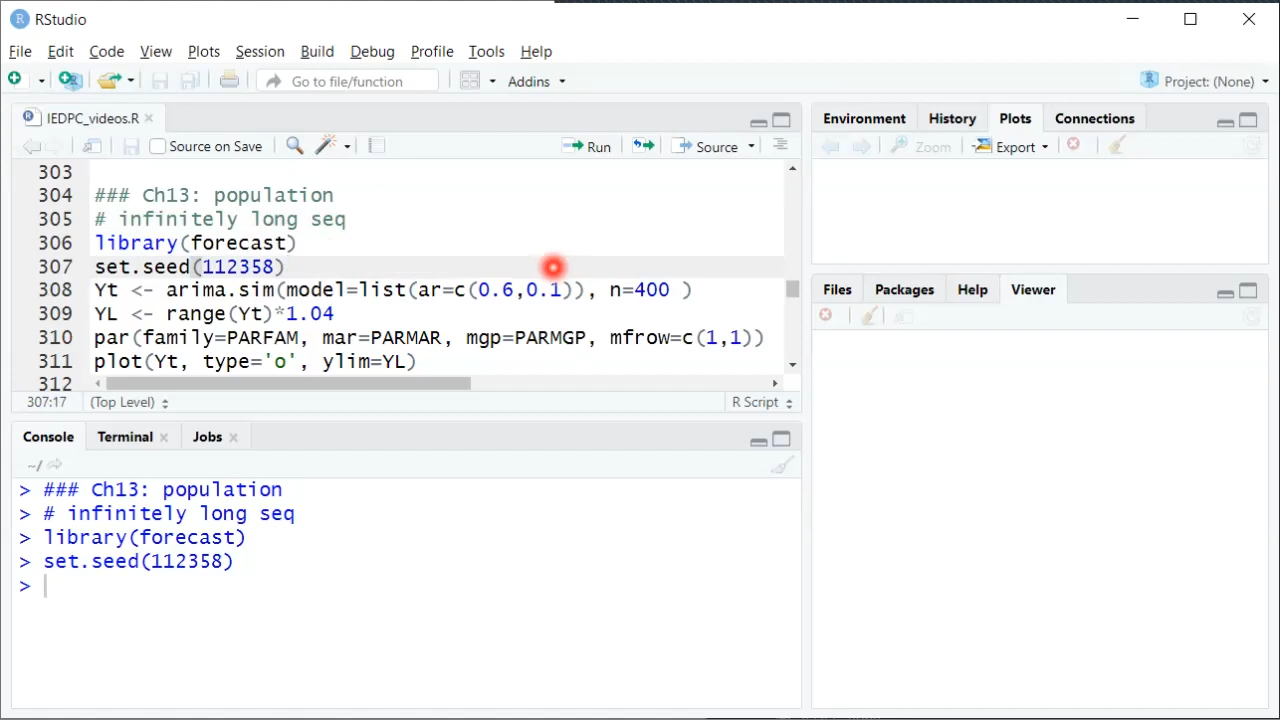 RStudio
File Edit Code View Plots Session Build Debug Profile Tools Help
Go to file/function Addins Project: (None)
IEDPC_videos.R
Source on Save Run Source
303
304 ### Ch13: population
305 # infinitely long seq
306 library(forecast)
307 set.seed(112358)
308 Yt <- arima.sim(model=list(ar=c(0.6,0.1)), n=400 )
309 YL <- range(Yt)*1.04
310 par(family=PARFAM, mar=PARMAR, mgp=PARMGP, mfrow=c(1,1))
311 plot(Yt, type='o', ylim=YL)
312
307:17 (Top Level) R Script
Console Terminal Jobs
~/
> ### Ch13: population
> # infinitely long seq
> library(forecast)
> set.seed(112358)
>
Environment History Plots Connections
Zoom Export
Files Packages Help Viewer